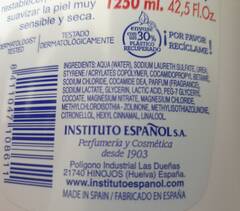 suavizar la piel muy
sensible y seca.
1250 ml. 42,5 Fl.Oz.
TESTADO
DERMATOLÓGICAMENTE
ENVASE
CON UN
30%
PLÁSTICO
RECUPERADO
¡POR FAVOR
RECÍCLAME!
INGREDIENTS: AQUA (WATER), SODIUM LAURETH SULFATE, UREA,
STYRENE / ACRYLATES COPOLYMER, COCAMIDOPROPYL BETAINE,
SODIUM CHLORIDE, COCAMIDE DEA, PARFUM (FRAGRANCE),
SODIUM LACTATE, GLYCERIN, LACTIC ACID, PEG-7 GLYCERYL
COCOATE, MAGNESIUM NITRATE, MAGNESIUM CHLORIDE,
METHYLCHLOROISOTHIAZOLINONE, METHYLISOTHIAZOLINONE,
CITRONELLOL, HEXYL CINNAMAL, LINALOOL.
INSTITUTO ESPAÑOL S.A.
Perfumería y Cosmética
desde 1903
Polígono Industrial Las Dueñas
21740 HINOJOS (Huelva) España
www.institutoespanol.com
MADE IN SPAIN / FABRICADO EN ESPAÑA